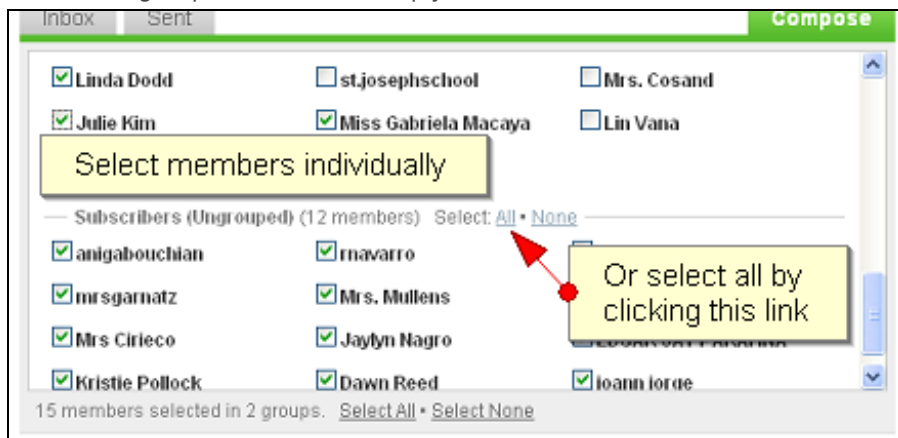 Inbox Sent Compose
Linda Dodd st.josephschool Mrs. Cosand
Julie Kim Miss Gabriela Macaya Lin Vana
Select members individually
Subscribers (Ungrouped) (12 members) Select: All • None
anigabouchian rnavarro
Or select all by
clicking this link
mrsgarnatz Mrs. Mullens
Mrs Cirieco Jaylyn Nagro
Kristie Pollock Dawn Reed joann jorge
15 members selected in 2 groups. Select All • Select None